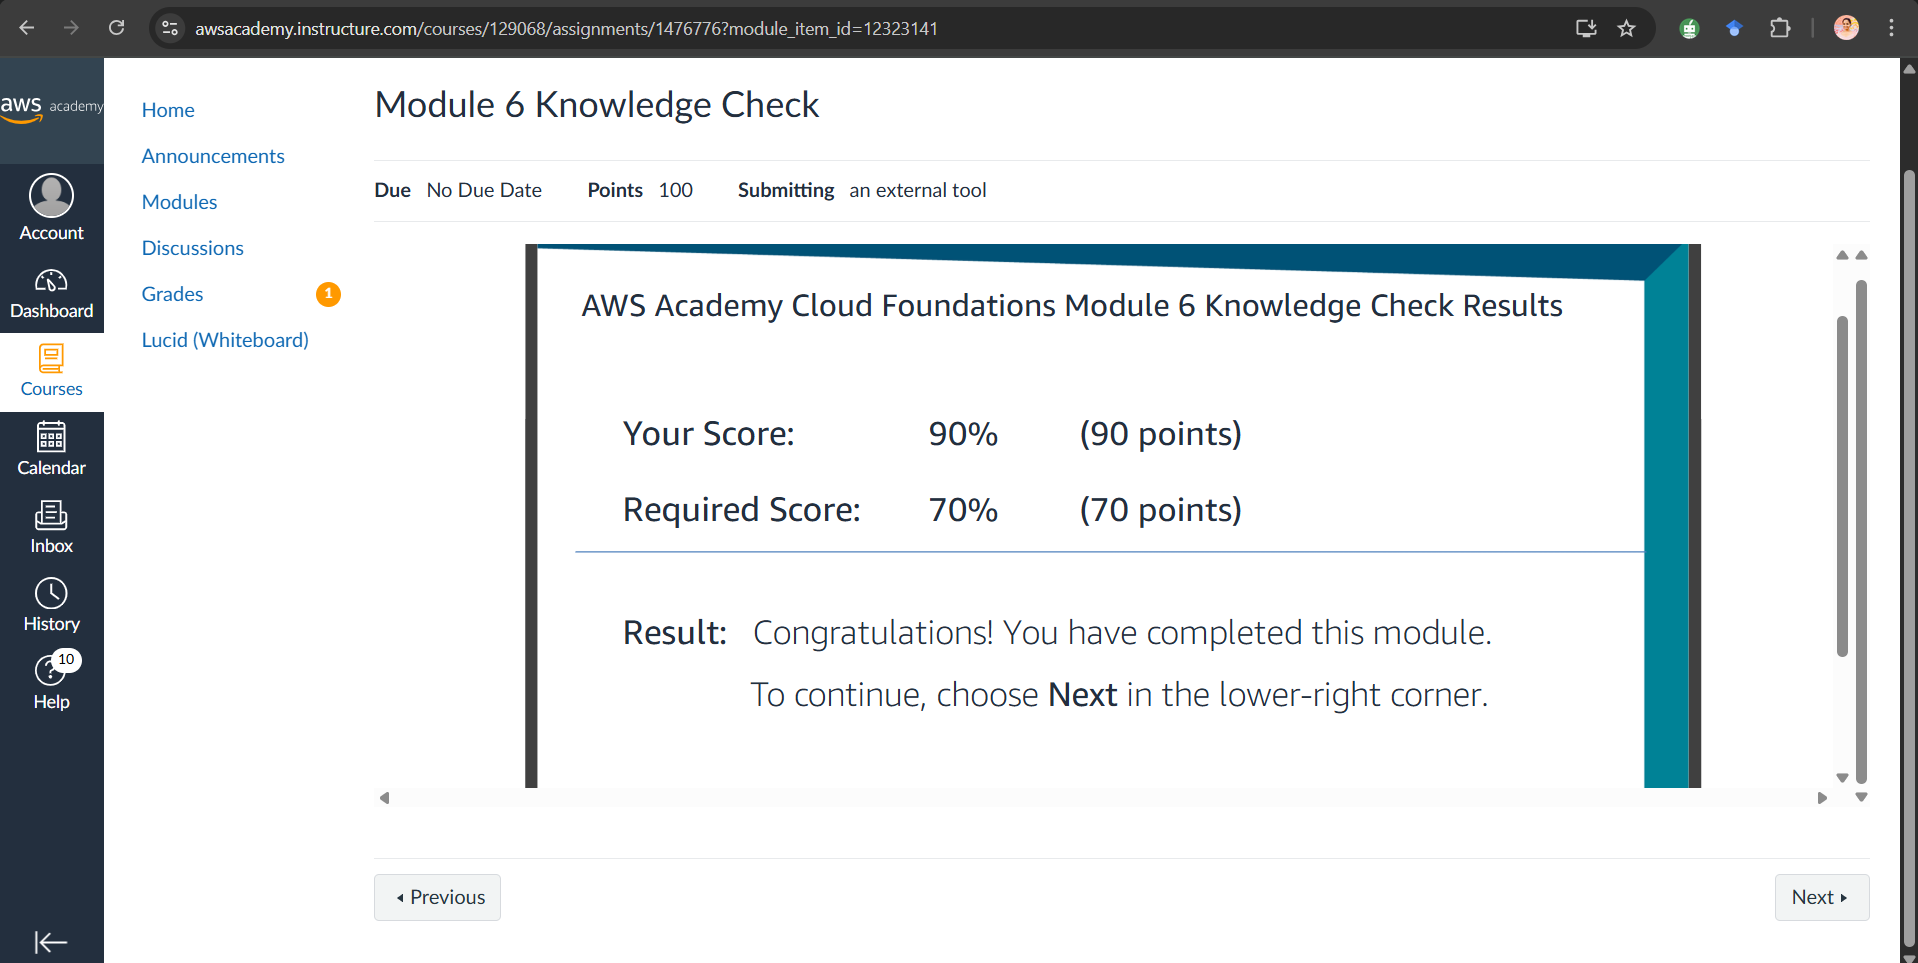 awsacademy.instructure.com/courses/129068/assignments/1476776?module_item_id=12323141
aws academy
Account
Dashboard
Courses
Calendar
Inbox
History
10
Help
Home
Announcements
Modules
Discussions
Grades 1
Lucid (Whiteboard)
Module 6 Knowledge Check
Due No Due Date Points 100 Submitting an external tool
AWS Academy Cloud Foundations Module 6 Knowledge Check Results
Your Score: 90% (90 points)
Required Score: 70% (70 points)
Result: Congratulations! You have completed this module.
To continue, choose Next in the lower-right corner.
Previous
Next